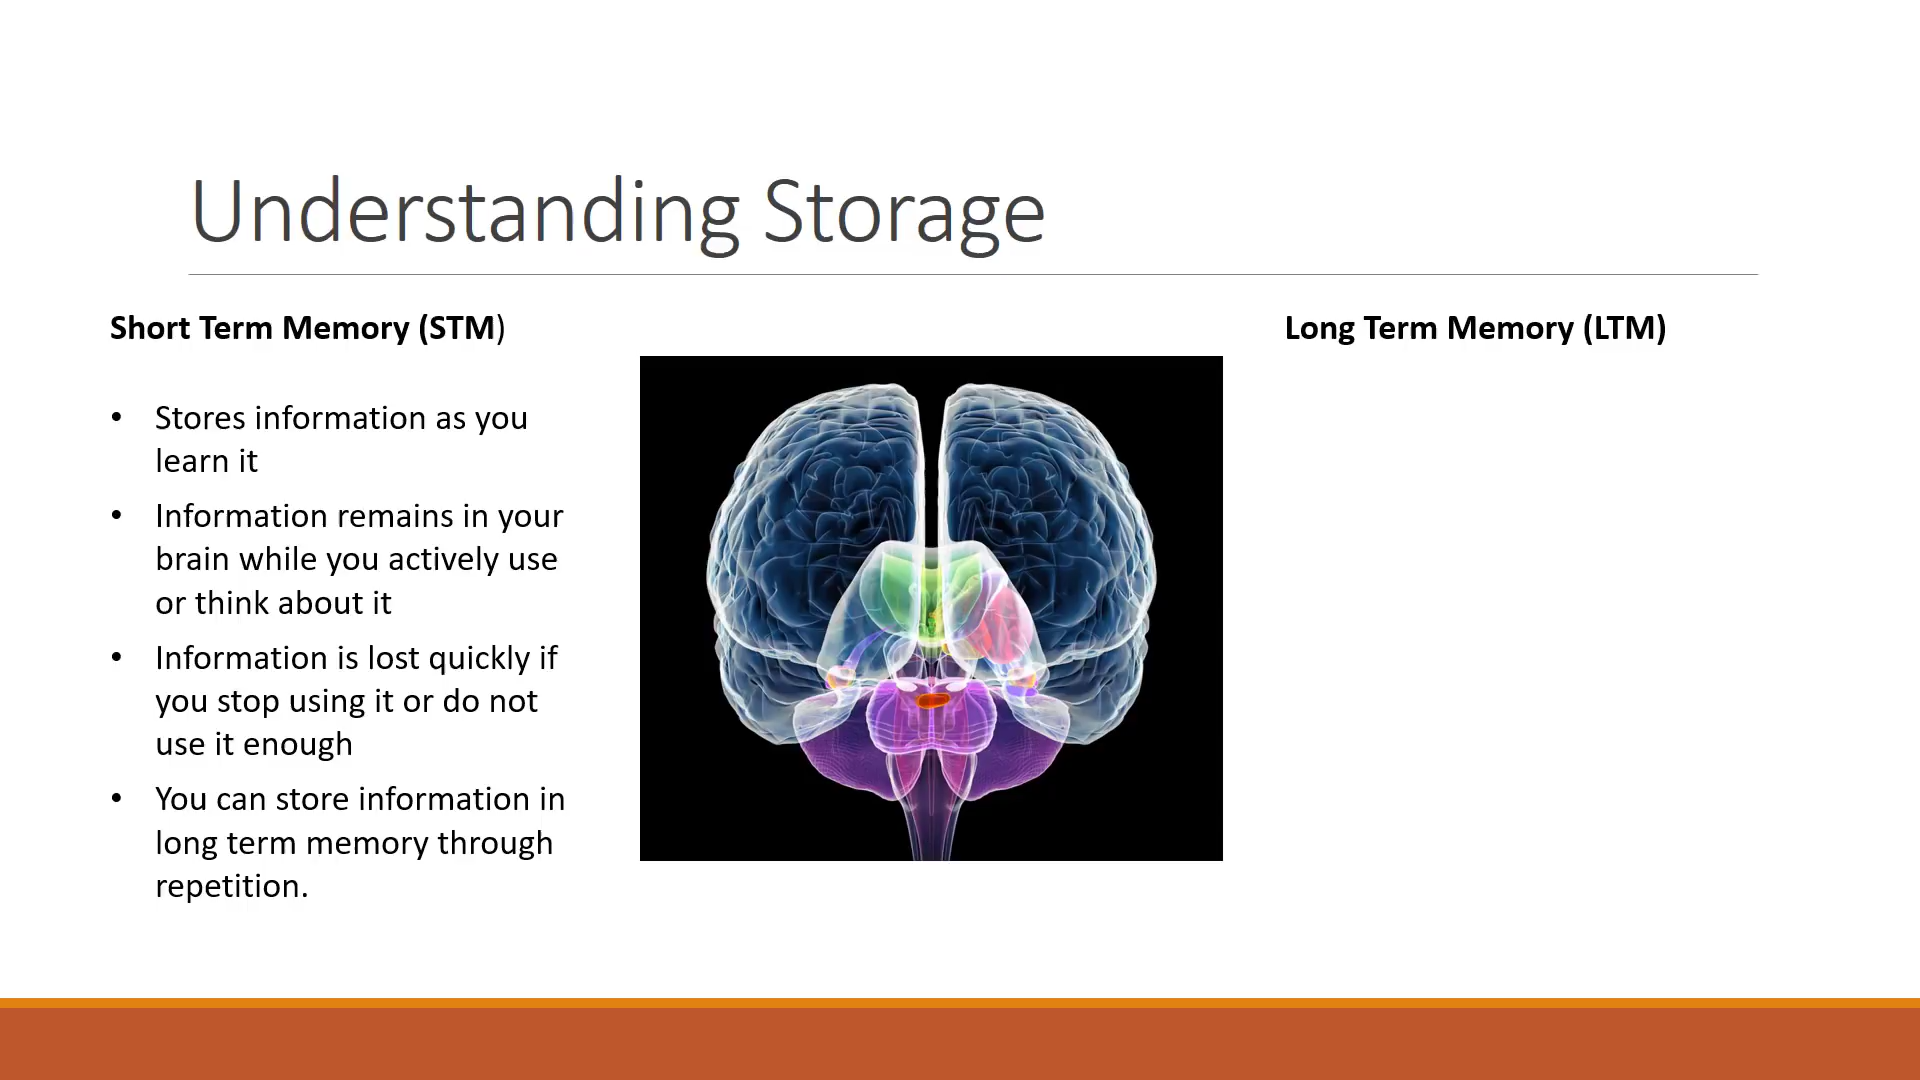 Understanding Storage
Short Term Memory (STM)
• Stores information as you
learn it
• Information remains in your
brain while you actively use
or think about it
• Information is lost quickly if
you stop using it or do not
use it enough
• You can store information in
long term memory through
repetition.
Long Term Memory (LTM)